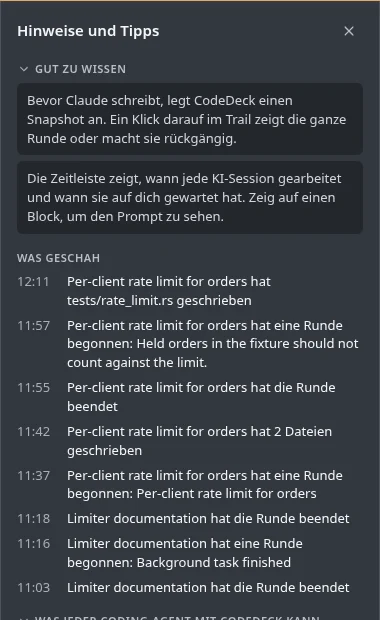 Hinweise und Tipps
GUT ZU WISSEN
Bevor Claude schreibt, legt CodeDeck einen
Snapshot an. Ein Klick darauf im Trail zeigt die ganze
Runde oder macht sie rückgängig.
Die Zeitleiste zeigt, wann jede KI-Session gearbeitet
und wann sie auf dich gewartet hat. Zeig auf einen
Block, um den Prompt zu sehen.
WAS GESCHAH
12:11 Per-client rate limit for orders hat
tests/rate_limit.rs geschrieben
11:57 Per-client rate limit for orders hat eine Runde
begonnen: Held orders in the fixture should not
count against the limit.
11:55 Per-client rate limit for orders hat die Runde
beendet
11:42 Per-client rate limit for orders hat 2 Dateien
geschrieben
11:37 Per-client rate limit for orders hat eine Runde
begonnen: Per-client rate limit for orders
11:18 Limiter documentation hat die Runde beendet
11:16 Limiter documentation hat eine Runde
begonnen: Background task finished
11:03 Limiter documentation hat die Runde beendet
WAS JEDER CODING-AGENT MIT CODEDECK KANN